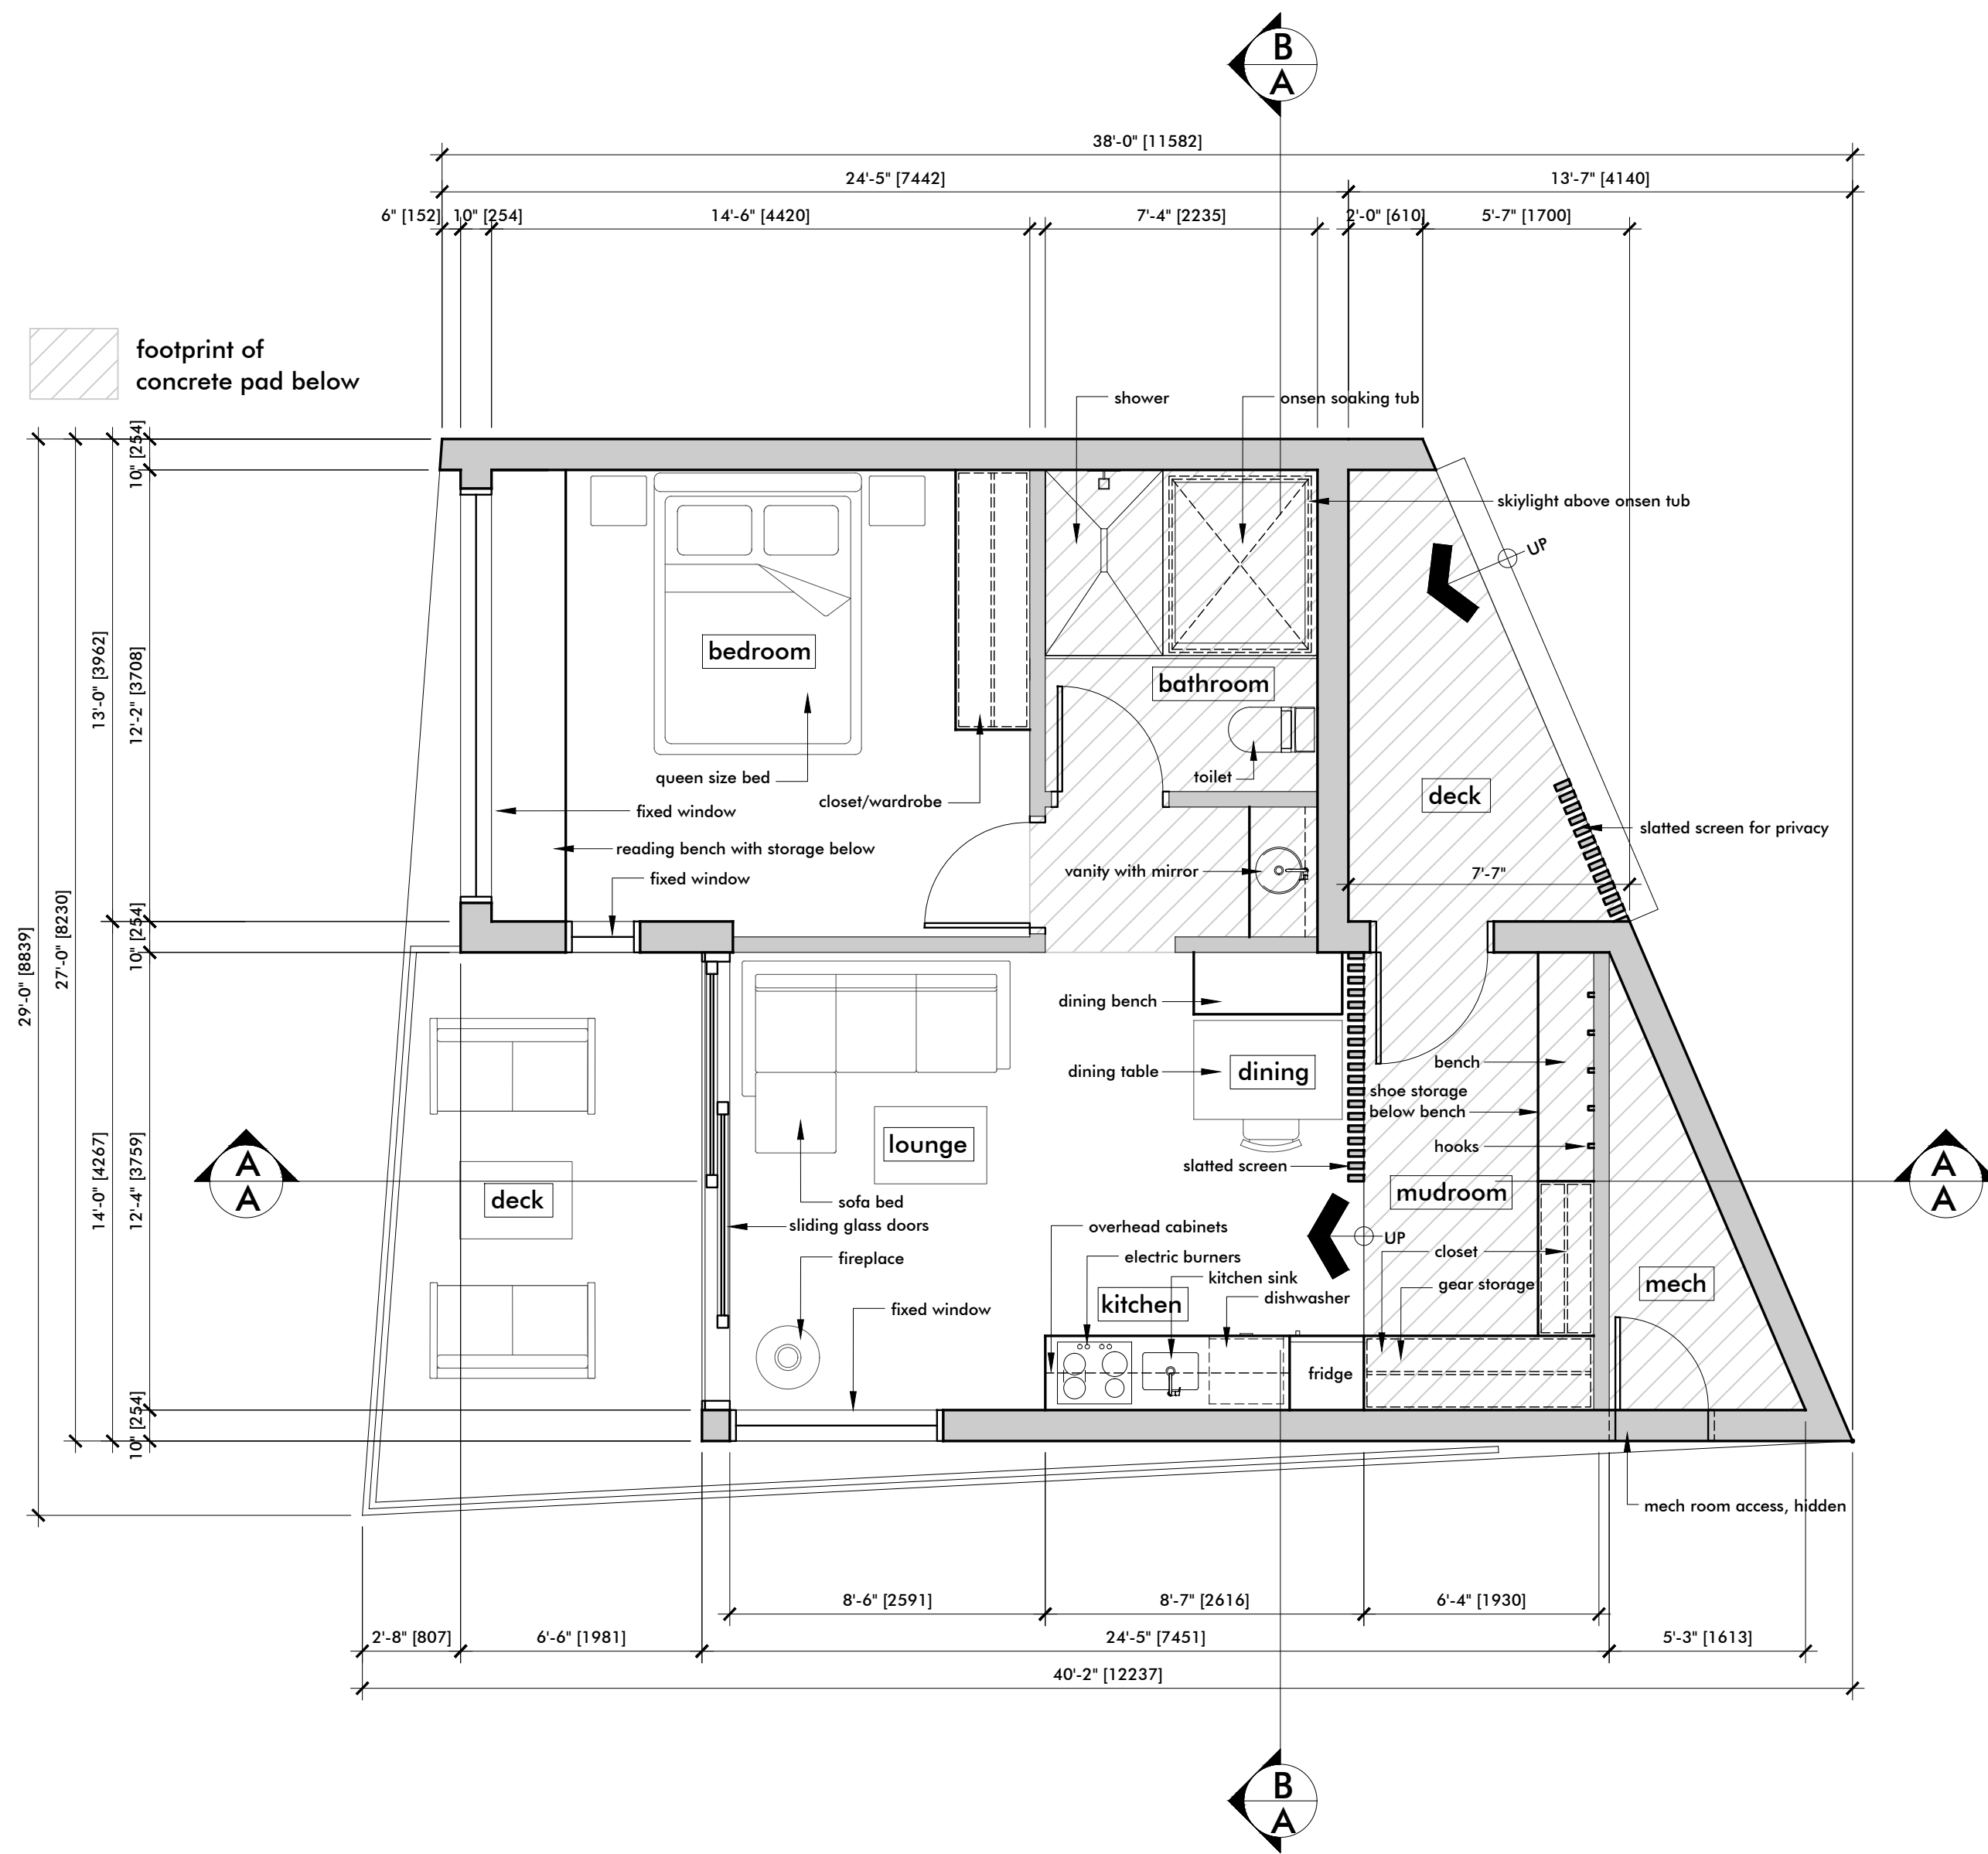 B
A
38'-0" [11582]
24'-5" [7442]
13'-7" [4140]
6" [152]
10" [254]
14'-6" [4420]
7'-4" [2235]
2'-0" [610]
5'-7" [1700]
footprint of
concrete pad below
shower
onsen soaking tub
skiylight above onsen tub
UP
bedroom
bathroom
queen size bed
toilet
closet/wardrobe
deck
fixed window
slatted screen for privacy
reading bench with storage below
vanity with mirror
7'-7"
fixed window
10" [254]
13'-0" [3962]
12'-2" [3708]
27'-0" [8230]
29'-0" [8839]
10" [254]
14'-0" [4267]
12'-4" [3759]
10" [254]
dining bench
dining table
dining
bench
shoe storage
below bench
lounge
hooks
slatted screen
A
A
A
A
deck
mudroom
sofa bed
sliding glass doors
overhead cabinets
UP
fireplace
electric burners
closet
kitchen sink
gear storage
mech
dishwasher
kitchen
fixed window
fridge
mech room access, hidden
8'-6" [2591]
8'-7" [2616]
6'-4" [1930]
2'-8" [807]
6'-6" [1981]
24'-5" [7451]
5'-3" [1613]
40'-2" [12237]
B
A